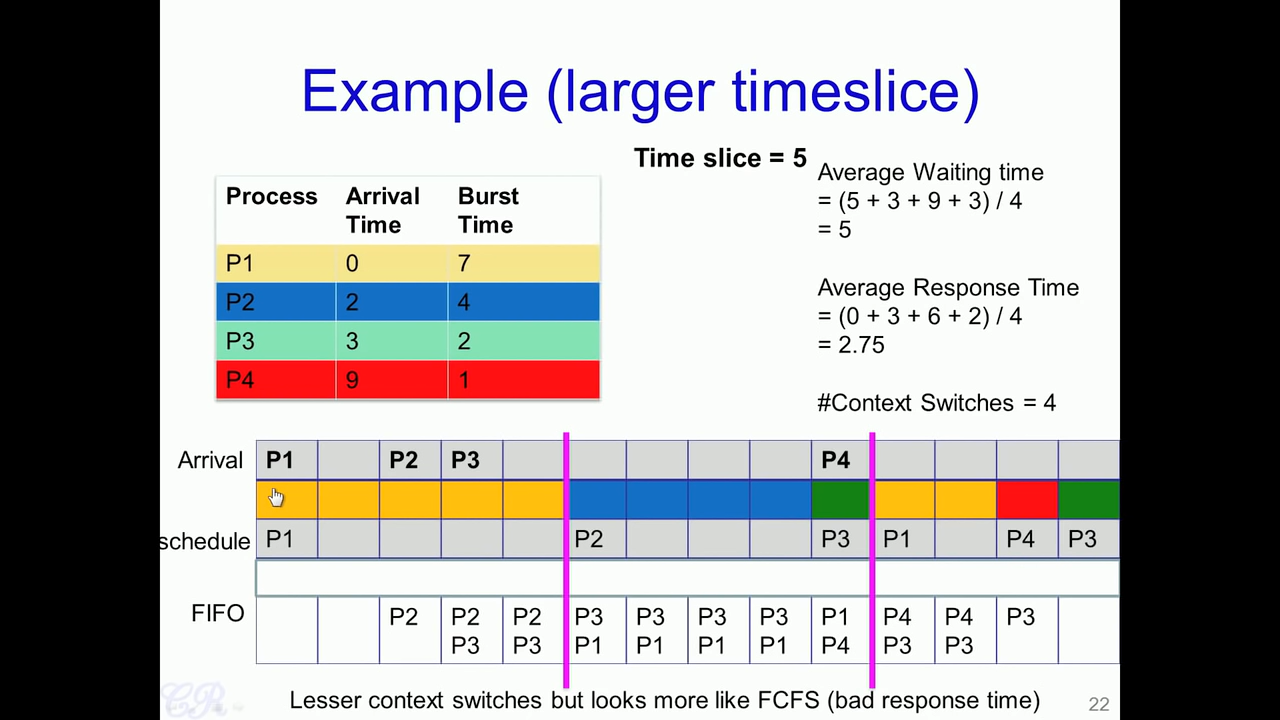 Example (larger timeslice)
Time slice = 5
Process Arrival Time Burst Time
P1 0 7
P2 2 4
P3 3 2
P4 9 1
Average Waiting time
= (5 + 3 + 9 + 3) / 4
= 5
Average Response Time
= (0 + 3 + 6 + 2) / 4
= 2.75
#Context Switches = 4
Arrival P1 P2 P3 P4
schedule P1 P2 P3 P1 P4 P3
FIFO P2 P2 P2 P3 P3 P3 P3 P1 P4 P4 P3
P3 P3 P1 P1 P1 P1 P4 P3 P3
Lesser context switches but looks more like FCFS (bad response time)
22